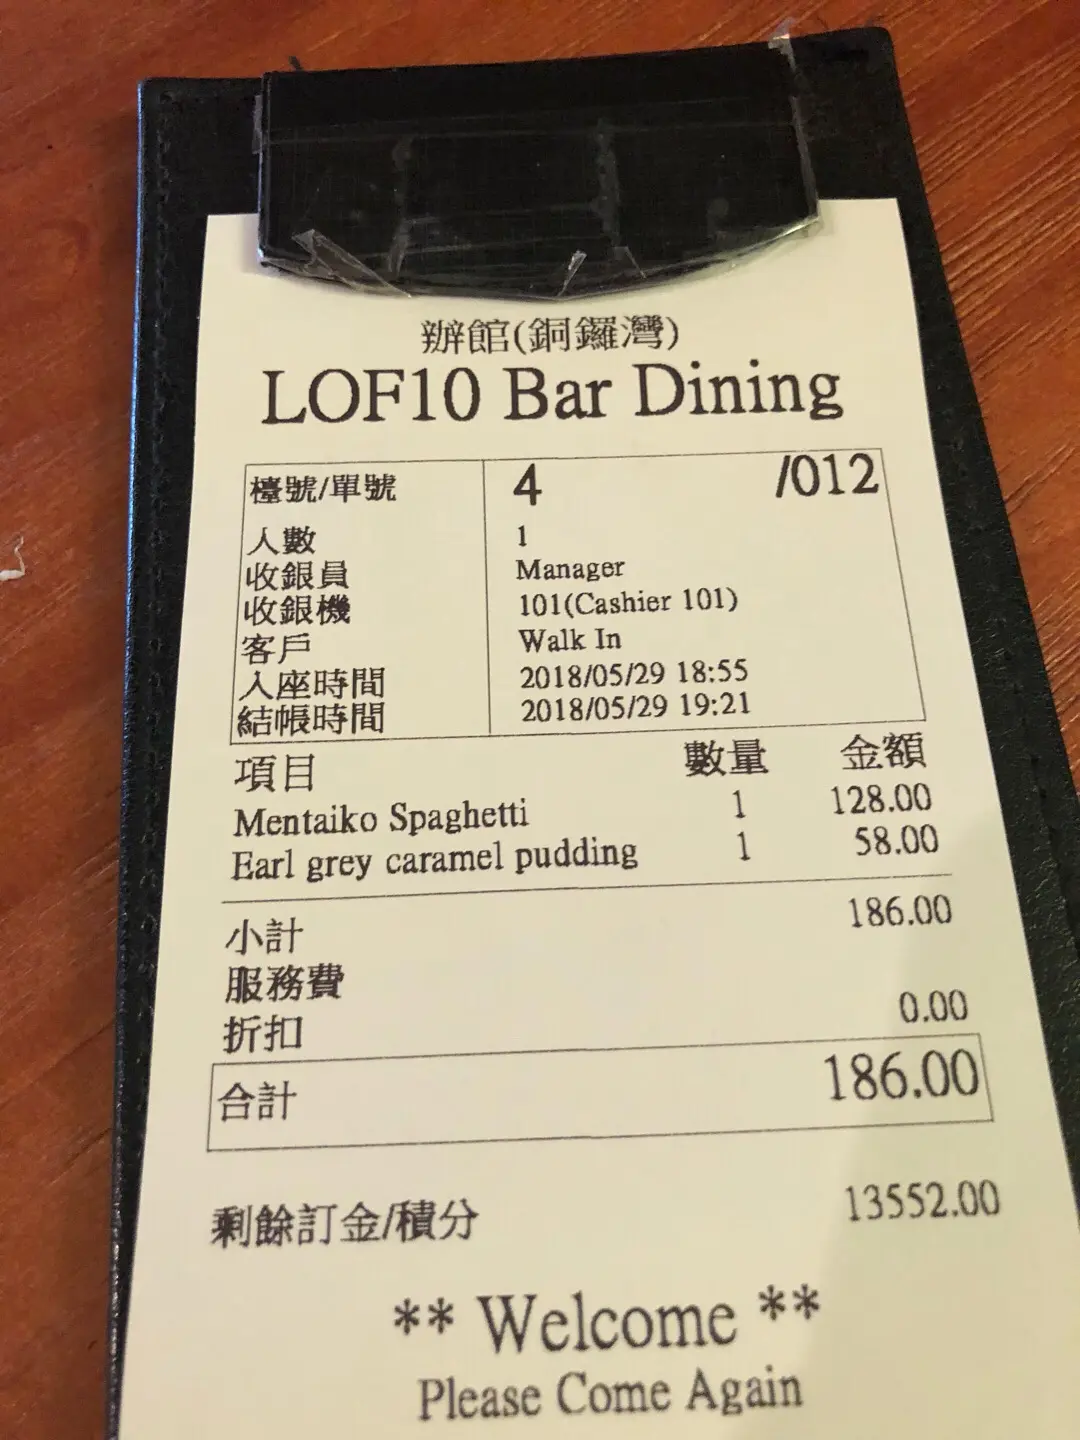 辦館(銅鑼灣)
LOF10 Bar Dining
檯號/單號 4 /012
人數 1
收銀員 Manager
收銀機 101(Cashier 101)
客戶 Walk In
入座時間 2018/05/29 18:55
結帳時間 2018/05/29 19:21
項目 數量 金額
Mentaiko Spaghetti 1 128.00
Earl grey caramel pudding 1 58.00
小計 186.00
服務費
折扣 0.00
合計 186.00
剩餘訂金/積分 13552.00
** Welcome **
Please Come Again